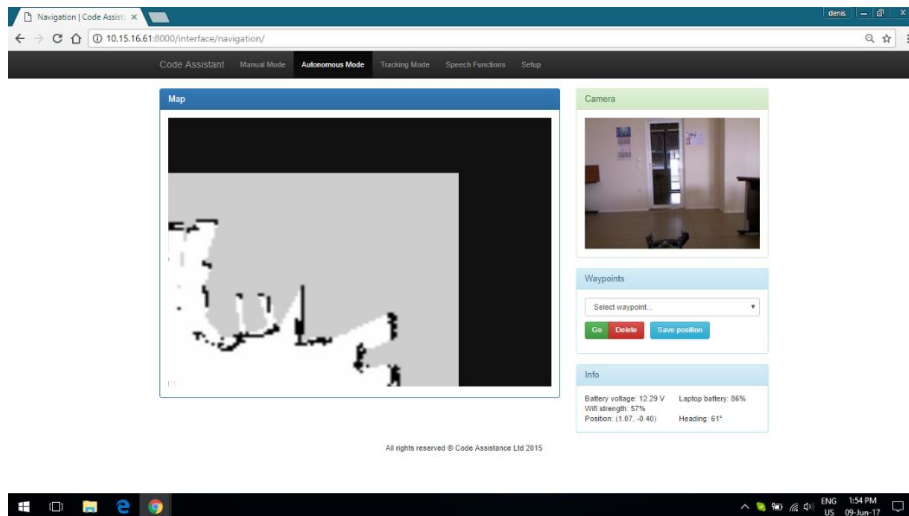 denis
Navigation | Code Assist
10.15.16.61:8000/interface/navigation/
Code Assistant Manual Mode Autonomous Mode Tracking Mode Speech Functions Setup
Map
Camera
Waypoints
Select waypoint...
Go Delete Save position
Info
Battery voltage: 12.29 V Laptop battery: 86%
Wifi strength: 57%
Position: (1.07, -0.40) Heading: 61°
All rights reserved © Code Assistance Ltd 2015
ENG 1:54 PM
US 09-Jun-17